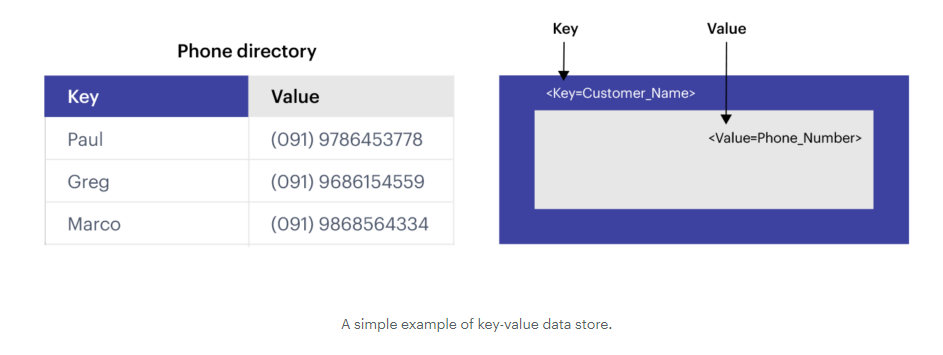 Phone directory
Key Value
Paul (091) 9786453778
Greg (091) 9686154559
Marco (091) 9868564334
Key Value
<Key=Customer_Name>
<Value=Phone_Number>
A simple example of key-value data store.